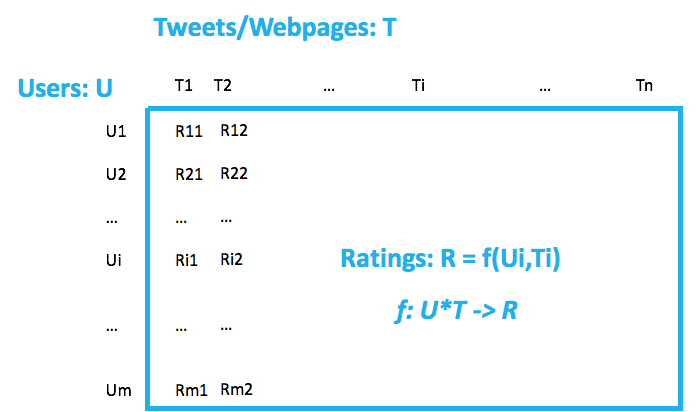 Tweets/Webpages: T
Users: U
T1 T2 ... Ti ... Tn
U1 R11 R12
U2 R21 R22
... ... ...
Ui Ri1 Ri2
Ratings: R = f(Ui,Ti)
f: U*T -> R
... ... ...
Um Rm1 Rm2